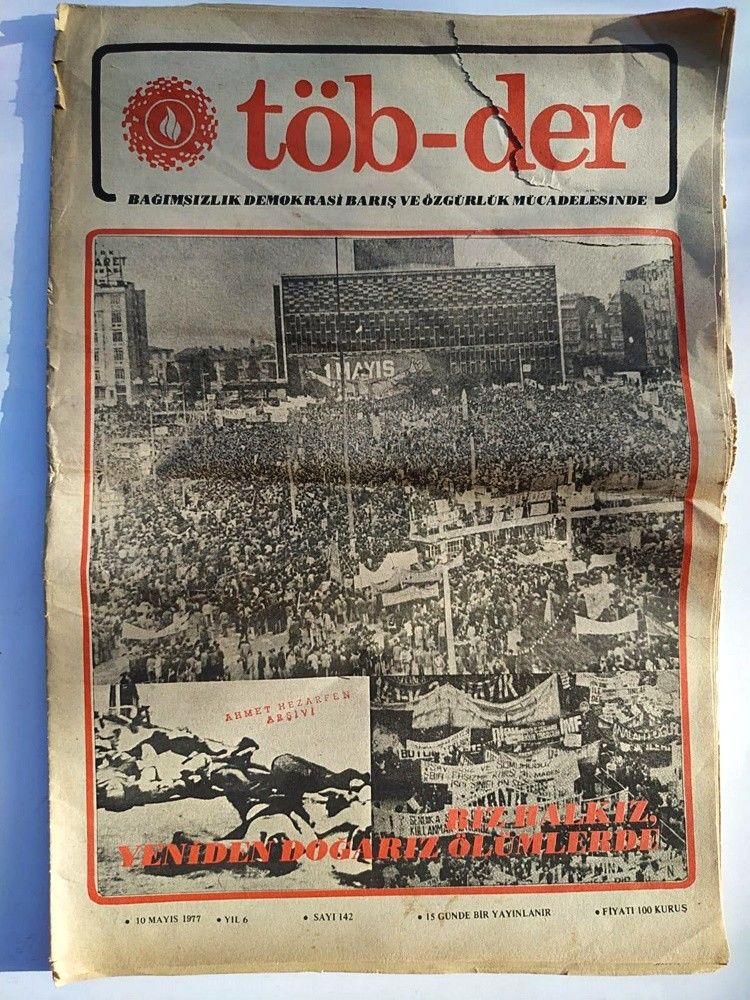 töb-der
BAĞIMSIZLIK DEMOKRASİ BARIŞ VE ÖZGÜRLÜK MÜCADELESİNDE
1 MAYIS
AHMET HEZARFEN
ARŞİVİ
BİZ HALKIZ,
YENİDEN DOĞARIZ ÖLÜMLERDE
• 10 MAYIS 1977 • YIL 6 • SAYI 142 • 15 GÜNDE BİR YAYINLANIR • FİYATI 100 KURUŞ